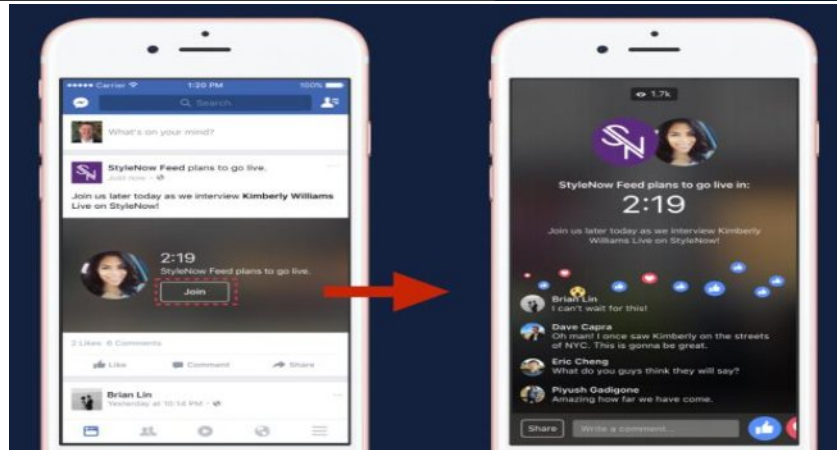 Carrier
1:20 PM
100%
Search
What's on your mind?
SN
StyleNow Feed plans to go live.
Just now
Join us later today as we interview Kimberly Williams
Live on StyleNow!
2:19
StyleNow Feed plans to go live.
Join
2 Likes 6 Comments
Like
Comment
Share
Brian Lin
Yesterday at 10:14 PM
1.7k
SN
StyleNow Feed plans to go live in:
2:19
Join us later today as we interview Kimberly
Williams Live on StyleNow!
Brian Lin
I can't wait for this!
Dave Capra
Oh man! I once saw Kimberly on the streets
of NYC. This is gonna be great.
Eric Cheng
What do you guys think they will say?
Piyush Gadigone
Amazing how far we have come.
Share
Write a comment...